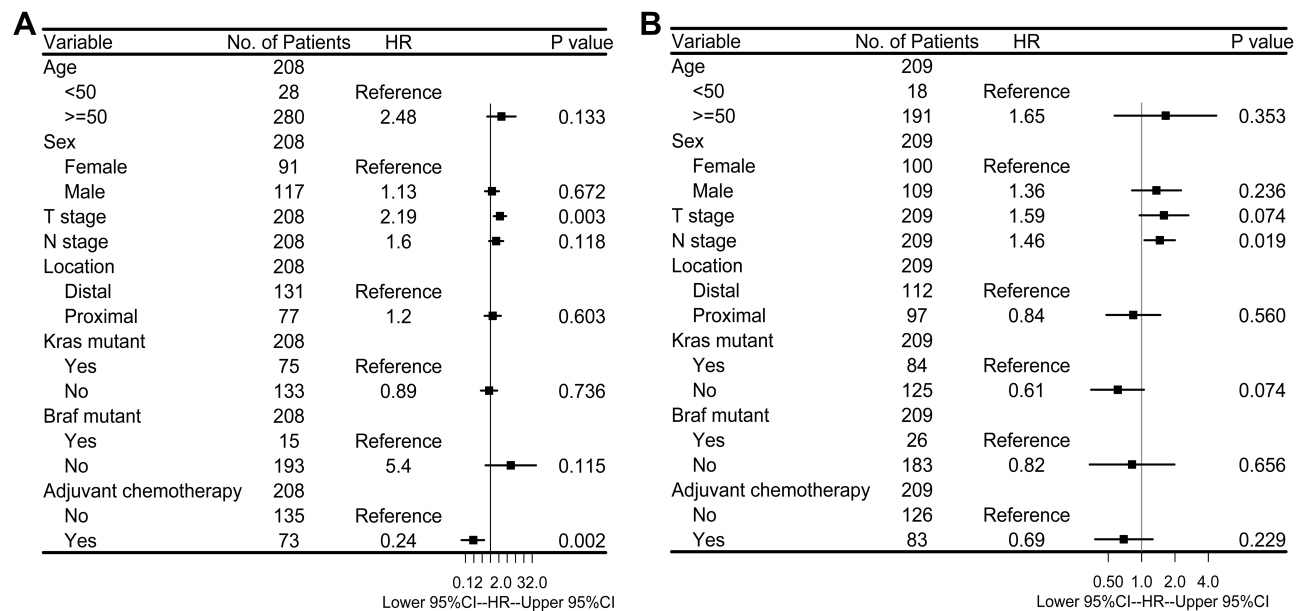 A
Variable No. of Patients HR P value
Age 208
<50 28 Reference
>=50 280 2.48 0.133
Sex 208
Female 91 Reference
Male 117 1.13 0.672
T stage 208 2.19 0.003
N stage 208 1.6 0.118
Location 208
Distal 131 Reference
Proximal 77 1.2 0.603
Kras mutant 208
Yes 75 Reference
No 133 0.89 0.736
Braf mutant 208
Yes 15 Reference
No 193 5.4 0.115
Adjuvant chemotherapy 208
No 135 Reference
Yes 73 0.24 0.002
0.12 2.0 32.0
Lower 95%CI--HR--Upper 95%CI
B
Variable No. of Patients HR P value
Age 209
<50 18 Reference
>=50 191 1.65 0.353
Sex 209
Female 100 Reference
Male 109 1.36 0.236
T stage 209 1.59 0.074
N stage 209 1.46 0.019
Location 209
Distal 112 Reference
Proximal 97 0.84 0.560
Kras mutant 209
Yes 84 Reference
No 125 0.61 0.074
Braf mutant 209
Yes 26 Reference
No 183 0.82 0.656
Adjuvant chemotherapy 209
No 126 Reference
Yes 83 0.69 0.229
0.50 1.0 2.0 4.0
Lower 95%CI--HR--Upper 95%CI